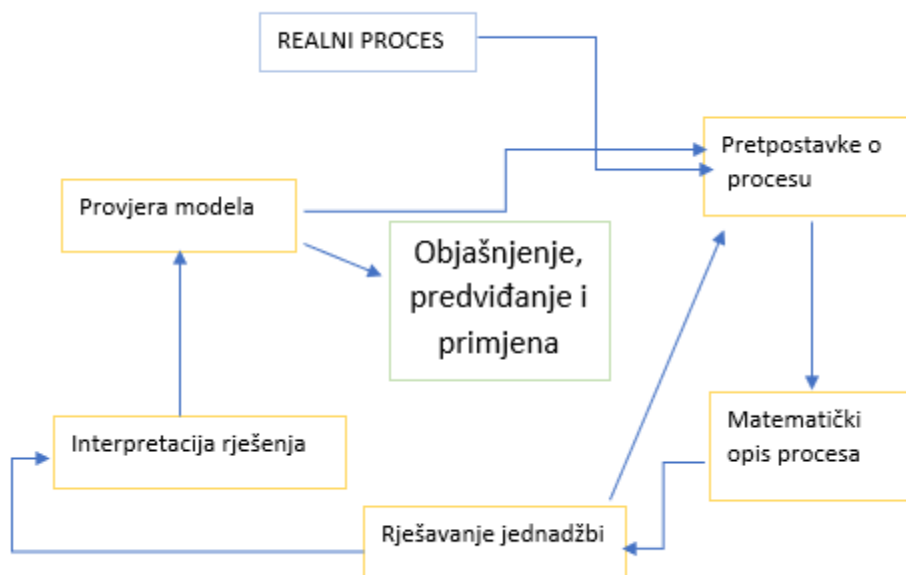 REALNI PROCES
Pretpostavke o
procesu
Provjera modela
Objašnjenje,
predviđanje i
primjena
Matematički
opis procesa
Interpretacija rješenja
Rješavanje jednadžbi